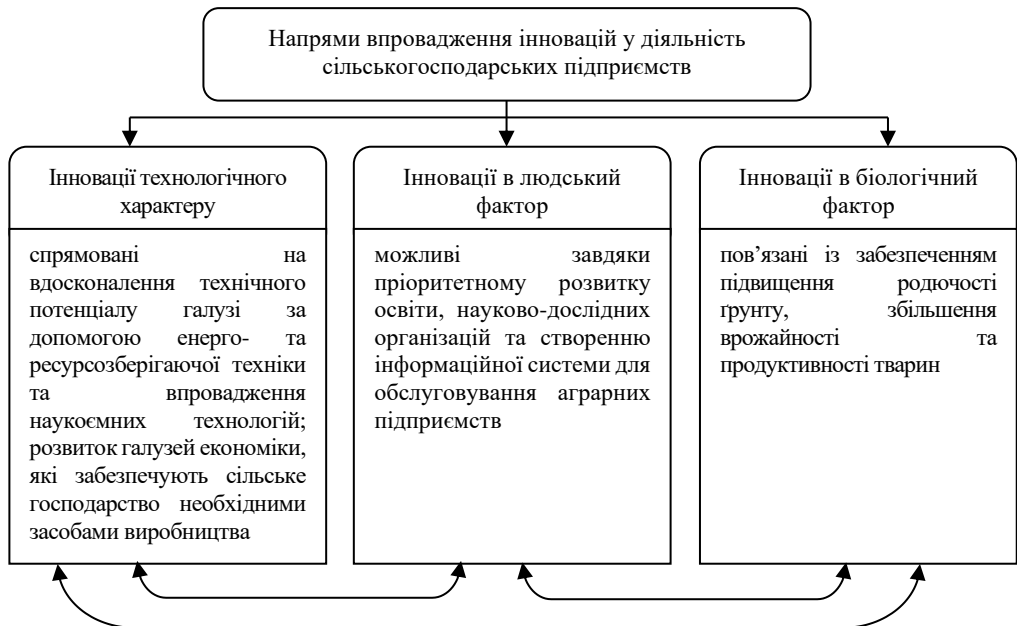 Напрями впровадження інновацій у діяльність
сільськогосподарських підприємств
Інновації технологічного
характеру
спрямовані на
вдосконалення технічного
потенціалу галузі за
допомогою енерго- та
ресурсозберігаючої техніки
та впровадження
наукоємних технологій;
розвиток галузей економіки,
які забезпечують сільське
господарство необхідними
засобами виробництва
Інновації в людський
фактор
можливі завдяки
пріоритетному розвитку
освіти, науково-дослідних
організацій та створенню
інформаційної системи для
обслуговування аграрних
підприємств
Інновації в біологічний
фактор
пов’язані із забезпеченням
підвищення родючості
ґрунту, збільшення
врожайності та
продуктивності тварин